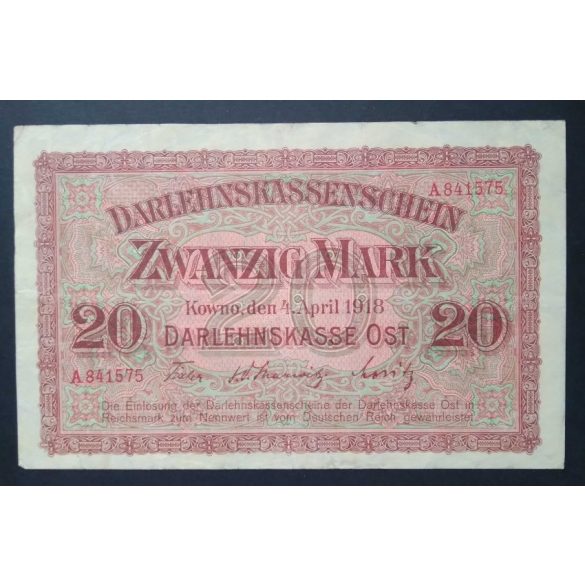 DARLEHNSKASSENSCHEIN
A 841575
ZWANZIG MARK
20 Kowno, den 4. April 1918 20
DARLEHNSKASSE OST
A 841575
Die Einlösung der Darlehnskassenscheine der Darlehnskasse Ost in
Reichsmark zum Nennwert ist vom Deutschen Reich gewährleistet